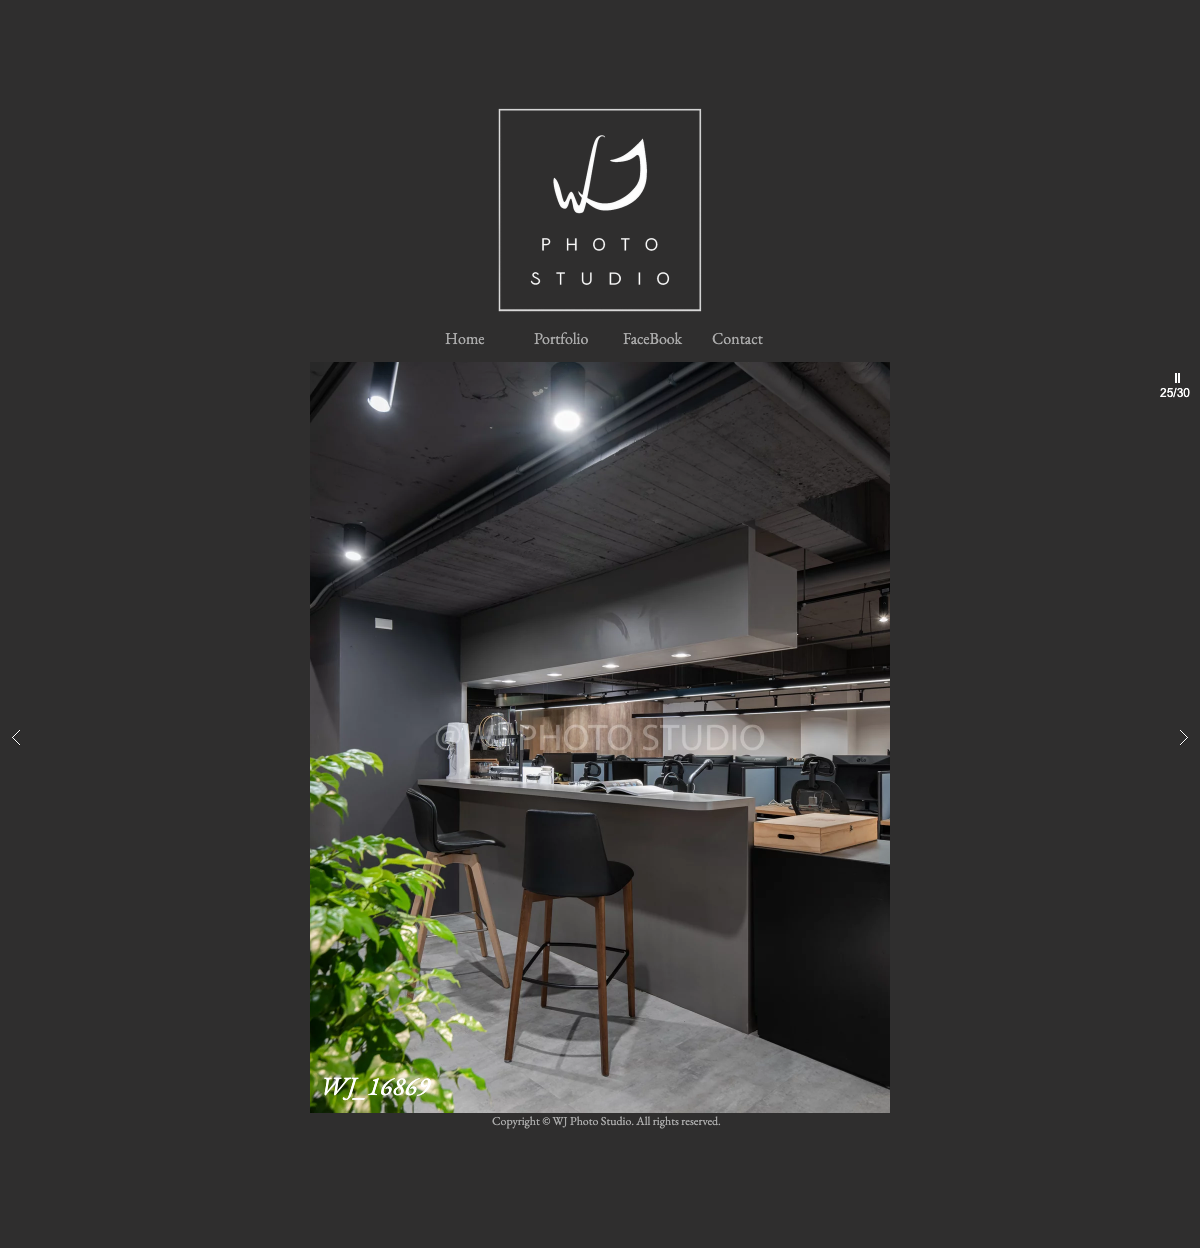 WJ
PHOTO
STUDIO
Home Portfolio FaceBook Contact
25/30
@WJ PHOTO STUDIO
WJ_16869
Copyright © WJ Photo Studio. All rights reserved.